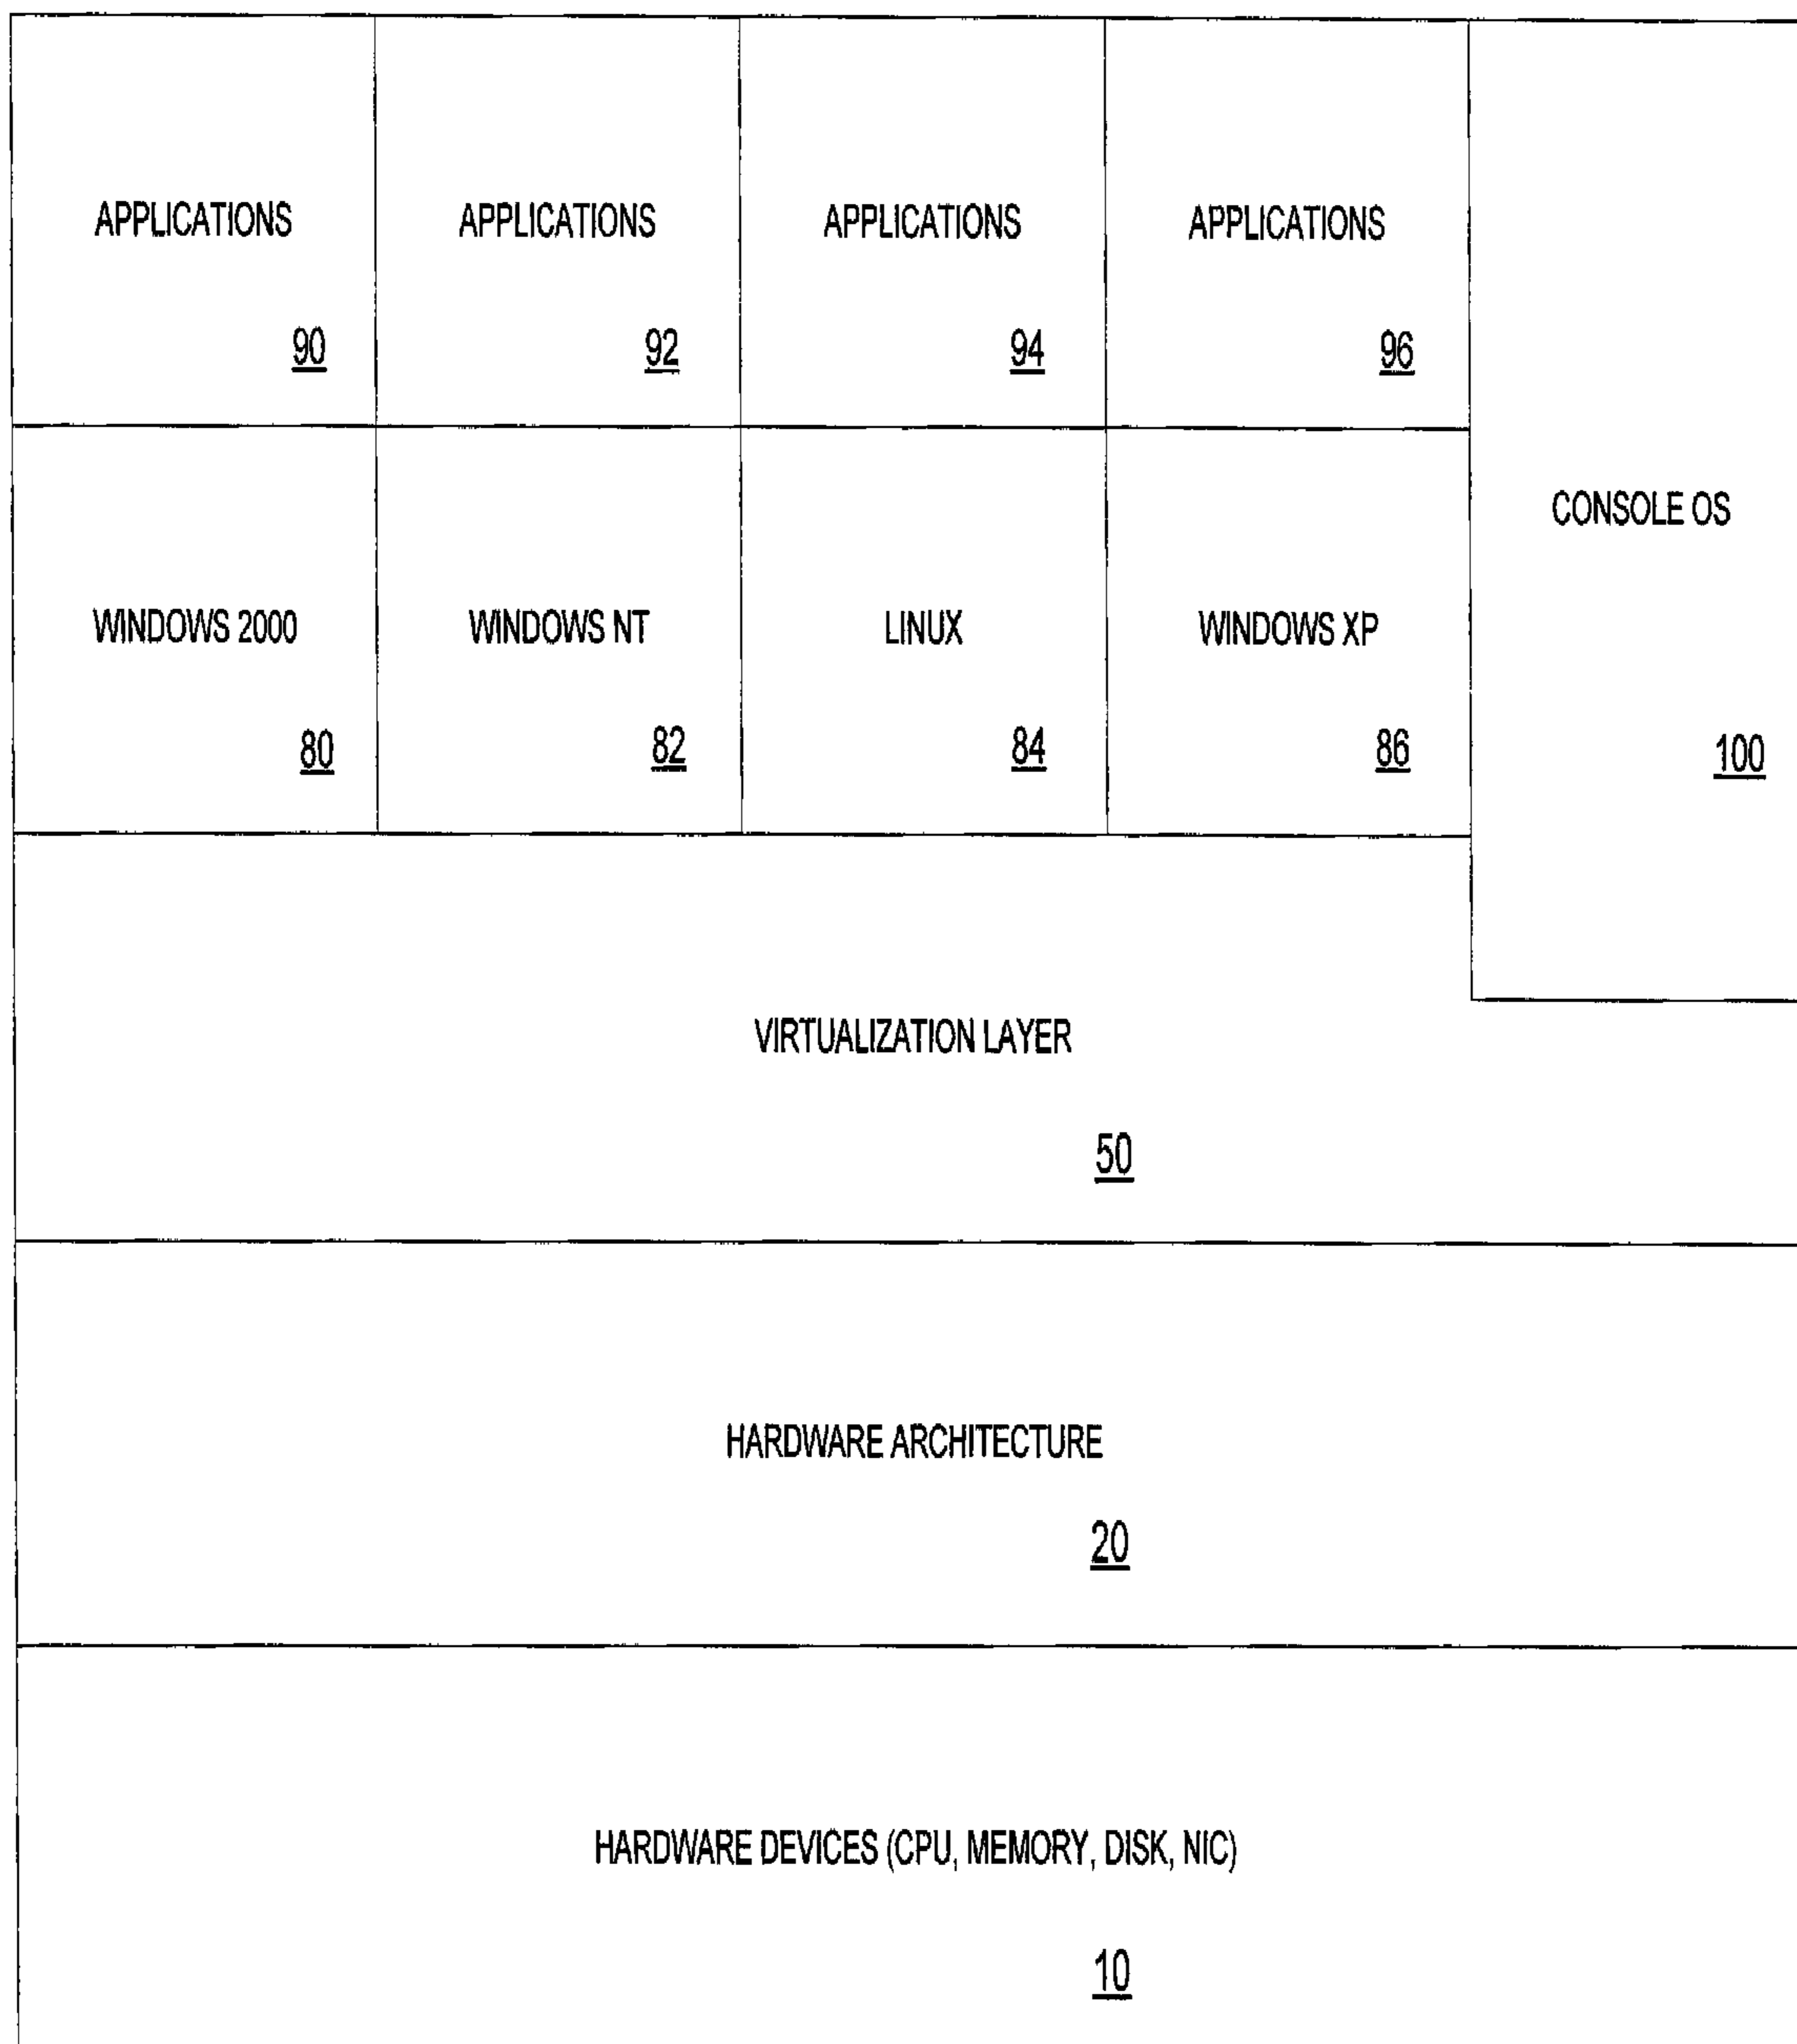 APPLICATIONS
90
APPLICATIONS
92
APPLICATIONS
94
APPLICATIONS
96
CONSOLE OS
100
WINDOWS 2000
80
WINDOWS NT
82
LINUX
84
WINDOWS XP
86
VIRTUALIZATION LAYER
50
HARDWARE ARCHITECTURE
20
HARDWARE DEVICES (CPU, MEMORY, DISK, NIC)
10